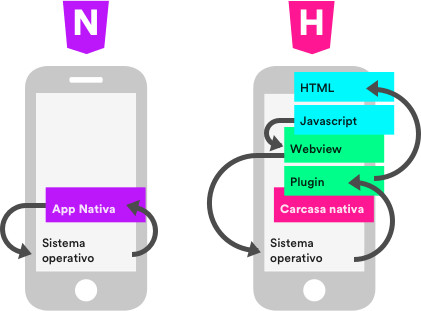 N
App Nativa
Sistema
operativo
H
HTML
Javascript
Webview
Plugin
Carcasa nativa
Sistema
operativo